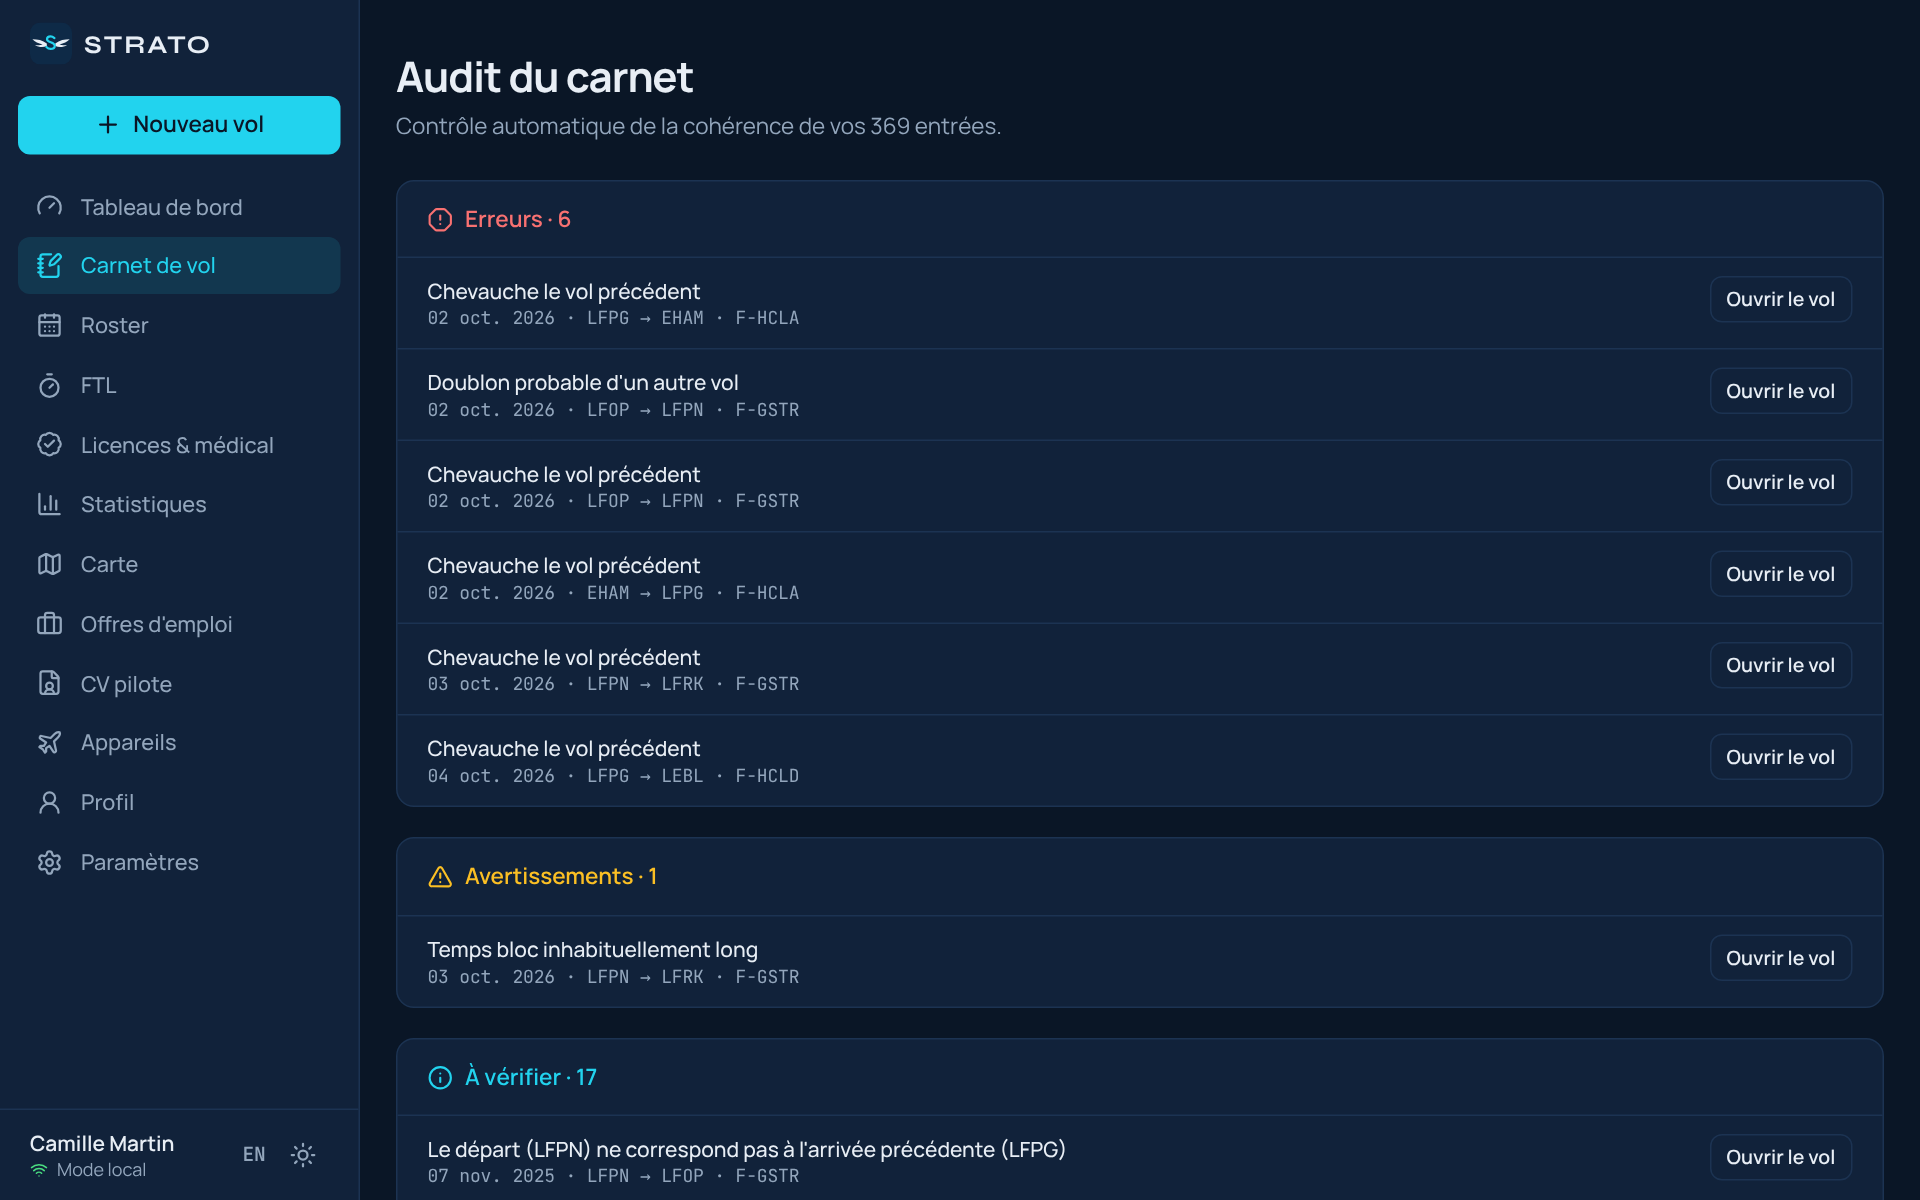 STRATO
+ Nouveau vol
Tableau de bord
Carnet de vol
Roster
FTL
Licences & médical
Statistiques
Carte
Offres d'emploi
CV pilote
Appareils
Profil
Paramètres
Camille Martin
Mode local
EN
Audit du carnet
Contrôle automatique de la cohérence de vos 369 entrées.
Erreurs · 6
Chevauche le vol précédent
02 oct. 2026 · LFPG → EHAM · F-HCLA
Ouvrir le vol
Doublon probable d'un autre vol
02 oct. 2026 · LFOP → LFPN · F-GSTR
Ouvrir le vol
Chevauche le vol précédent
02 oct. 2026 · LFOP → LFPN · F-GSTR
Ouvrir le vol
Chevauche le vol précédent
02 oct. 2026 · EHAM → LFPG · F-HCLA
Ouvrir le vol
Chevauche le vol précédent
03 oct. 2026 · LFPN → LFRK · F-GSTR
Ouvrir le vol
Chevauche le vol précédent
04 oct. 2026 · LFPG → LEBL · F-HCLD
Ouvrir le vol
Avertissements · 1
Temps bloc inhabituellement long
03 oct. 2026 · LFPN → LFRK · F-GSTR
Ouvrir le vol
À vérifier · 17
Le départ (LFPN) ne correspond pas à l'arrivée précédente (LFPG)
07 nov. 2025 · LFPN → LFOP · F-GSTR
Ouvrir le vol